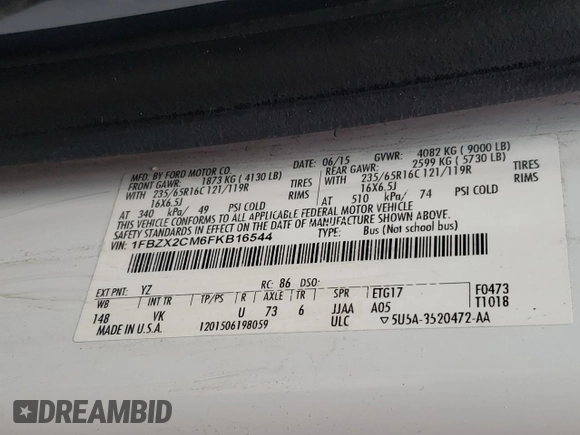 MFD. BY FORD MOTOR CO. 06/15 GVWR: 4082 KG ( 9000 LB)
FRONT GAWR: 1873 KG ( 4130 LB) REAR GAWR: 2599 KG ( 5730 LB)
WITH 235/65R16C 121/119R TIRES WITH 235/65R16C 121/119R TIRES
16X6.5J RIMS 16X6.5J RIMS
AT 340 kPa/ 49 PSI COLD AT 510 kPa/ 74 PSI COLD
THIS VEHICLE CONFORMS TO ALL APPLICABLE FEDERAL MOTOR VEHICLE
SAFETY STANDARDS IN EFFECT ON THE DATE OF MANUFACTURE SHOWN ABOVE.
VIN: 1FBZX2CM6FKB16544 TYPE: Bus (Not school bus)
EXT PNT: YZ RC: 86 DSO:
WB INT TR TP/PS R AXLE TR SPR ETG17 F0473
148 VK U 73 6 JJAA A05 T1018
MADE IN U.S.A. 1201506198059 ULC 5U5A-3520472-AA
DREAMBID